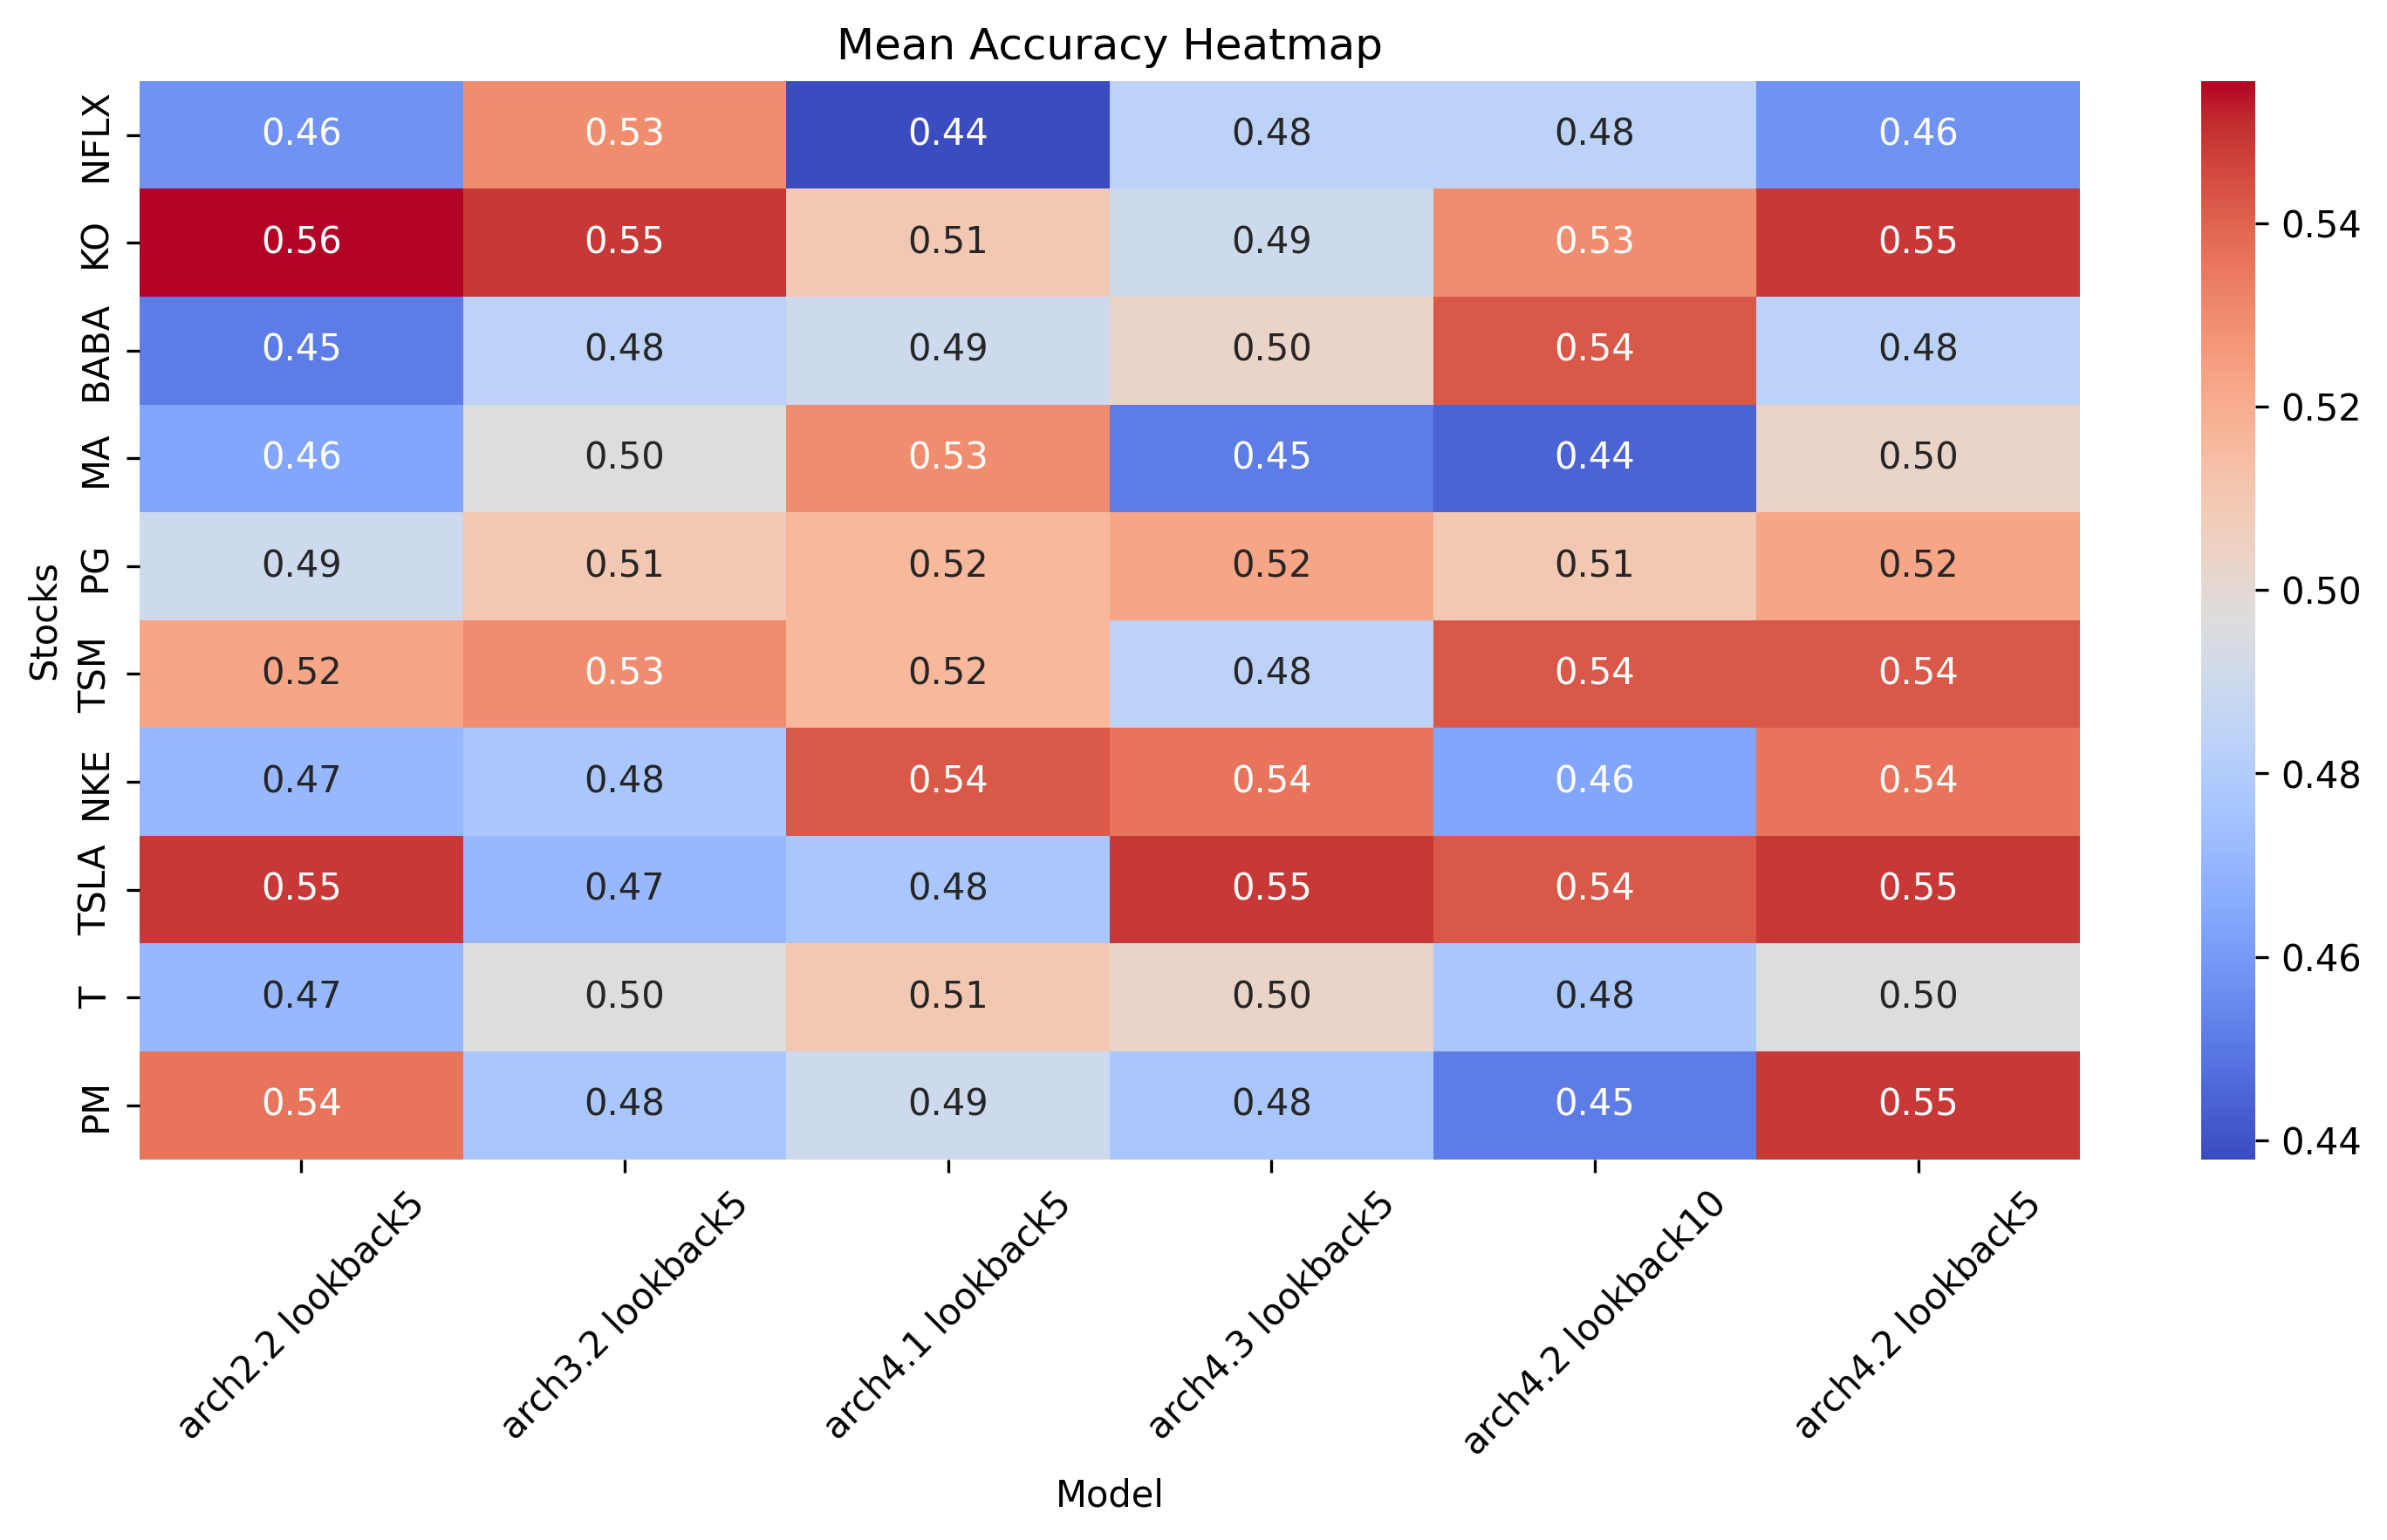 Mean Accuracy Heatmap
NFLX 0.46 0.53 0.44 0.48 0.48 0.46
KO 0.56 0.55 0.51 0.49 0.53 0.55
BABA 0.45 0.48 0.49 0.50 0.54 0.48
MA 0.46 0.50 0.53 0.45 0.44 0.50
PG 0.49 0.51 0.52 0.52 0.51 0.52
TSM 0.52 0.53 0.52 0.48 0.54 0.54
NKE 0.47 0.48 0.54 0.54 0.46 0.54
TSLA 0.55 0.47 0.48 0.55 0.54 0.55
T 0.47 0.50 0.51 0.50 0.48 0.50
PM 0.54 0.48 0.49 0.48 0.45 0.55
Stocks
arch2.2 lookback5
arch3.2 lookback5
arch4.1 lookback5
arch4.3 lookback5
arch4.2 lookback10
arch4.2 lookback5
Model
0.54
0.52
0.50
0.48
0.46
0.44